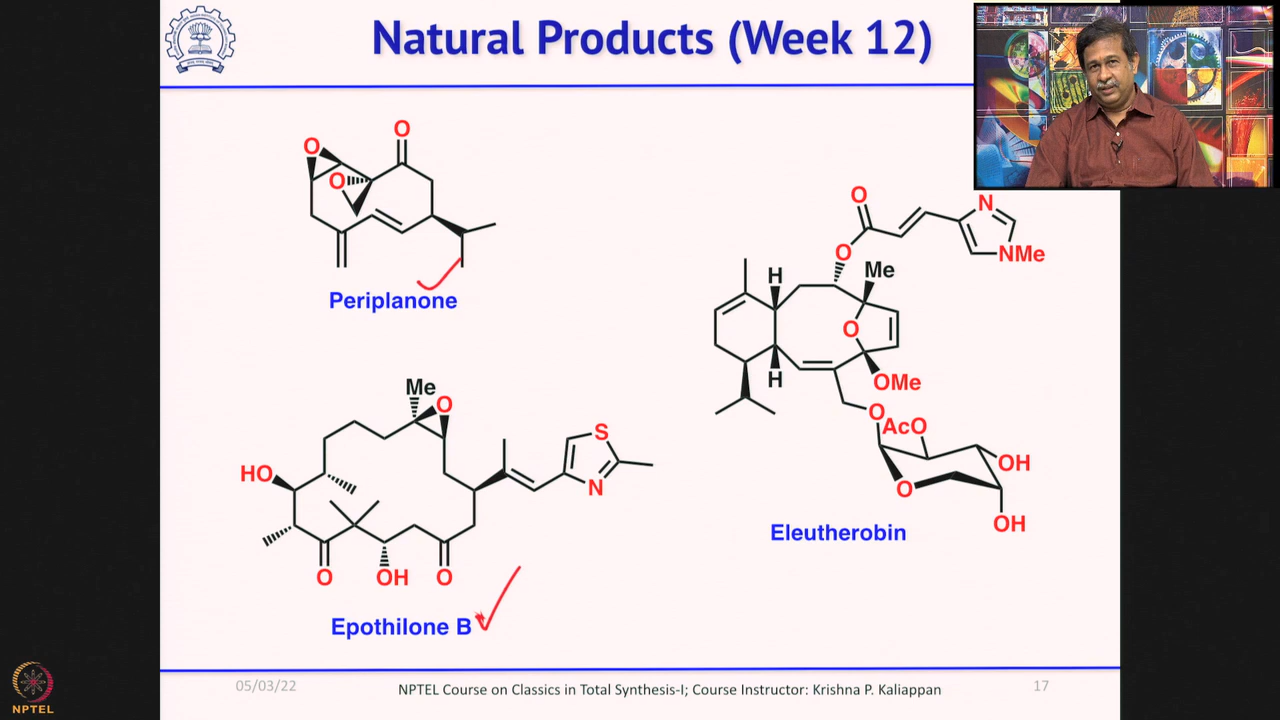 Natural Products (Week 12)
O
O
O
Periplanone
O
N
NMe
O
H
Me
O
H
OMe
O
AcO
OH
O
OH
Eleutherobin
Me
O
S
N
HO
O
OH
O
Epothilone B
05/03/22
NPTEL Course on Classics in Total Synthesis-I; Course Instructor: Krishna P. Kaliappan
17
NPTEL